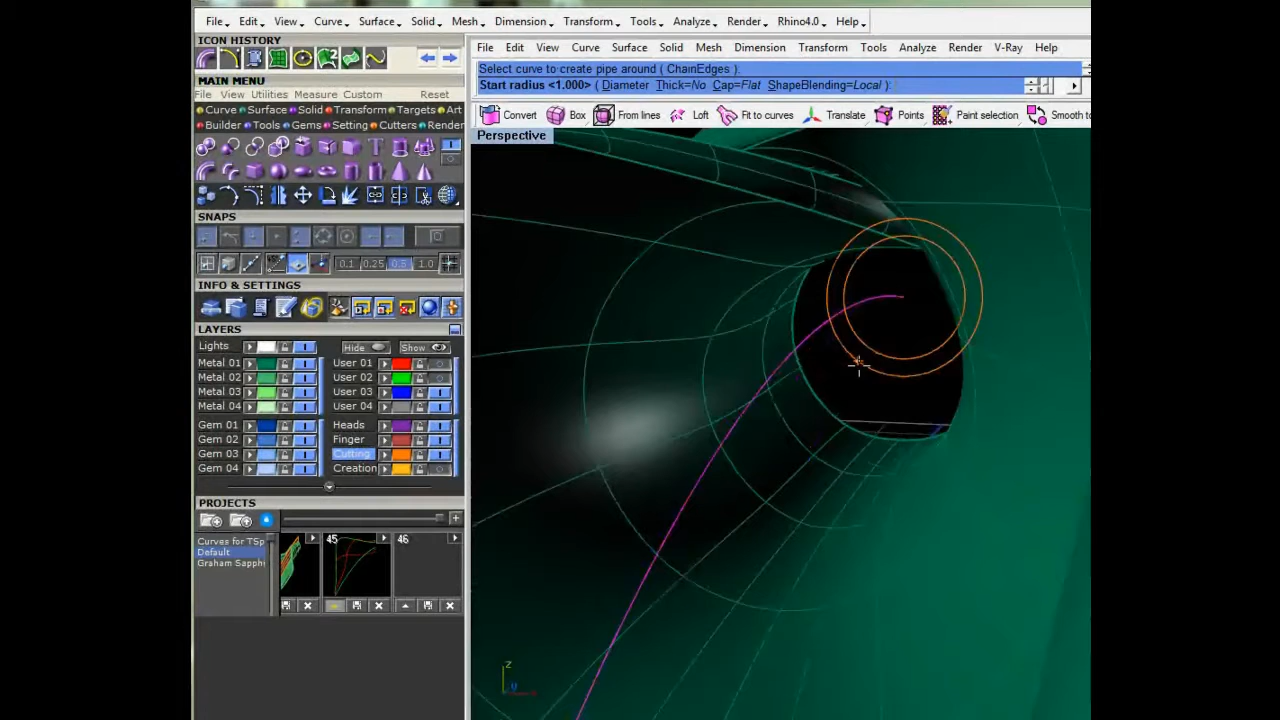 File Edit View Curve Surface Solid Mesh Dimension Transform Tools Analyze Render Rhino4.0 Help
ICON HISTORY
MAIN MENU
File View Utilities Measure Custom Reset
Curve Surface Solid Transform Targets Art
Builder Tools Gems Setting Cutters Render
SNAPS
0.1 0.25 0.5 1.0
INFO & SETTINGS
LAYERS
Lights Hide Show
Metal 01 User 01
Metal 02 User 02
Metal 03 User 03
Metal 04 User 04
Gem 01 Heads
Gem 02 Finger
Gem 03 Cutting
Gem 04 Creation
PROJECTS
Curves for TSp
Default
Graham Sapphi
45 46
File Edit View Curve Surface Solid Mesh Dimension Transform Tools Analyze Render V-Ray Help
Select curve to create pipe around ( ChainEdges ):
Start radius <1.000> ( Diameter Thick=No Cap=Flat ShapeBlending=Local ):
Convert Box From lines Loft Fit to curves Translate Points Paint selection Smooth to
Perspective
z